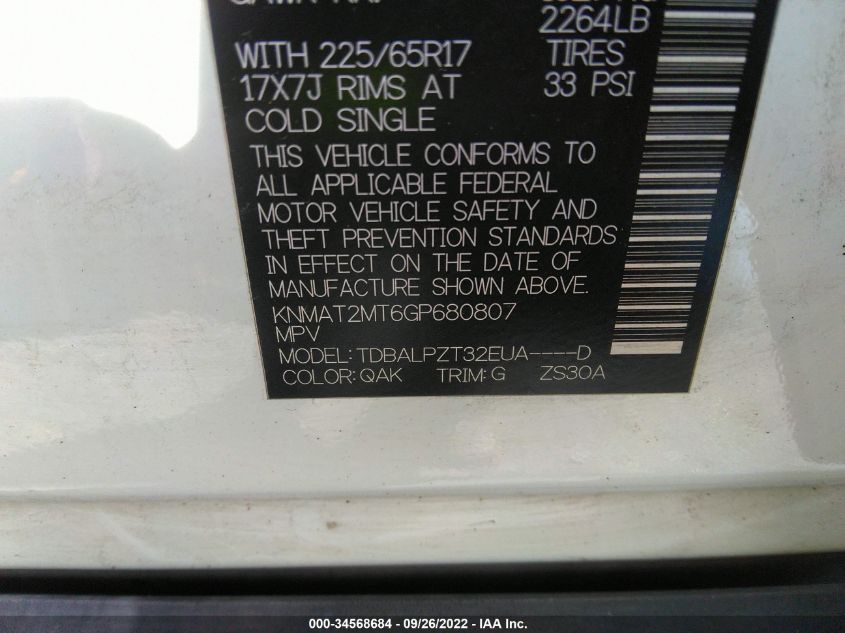 2264LB
WITH 225/65R17 TIRES
17X7J RIMS AT 33 PSI
COLD SINGLE
THIS VEHICLE CONFORMS TO
ALL APPLICABLE FEDERAL
MOTOR VEHICLE SAFETY AND
THEFT PREVENTION STANDARDS
IN EFFECT ON THE DATE OF
MANUFACTURE SHOWN ABOVE.
KNMAT2MT6GP680807
MPV
MODEL: TDBALPZT32EUA----D
COLOR: QAK TRIM: G ZS30A
000-34568684 - 09/26/2022 - IAA Inc.